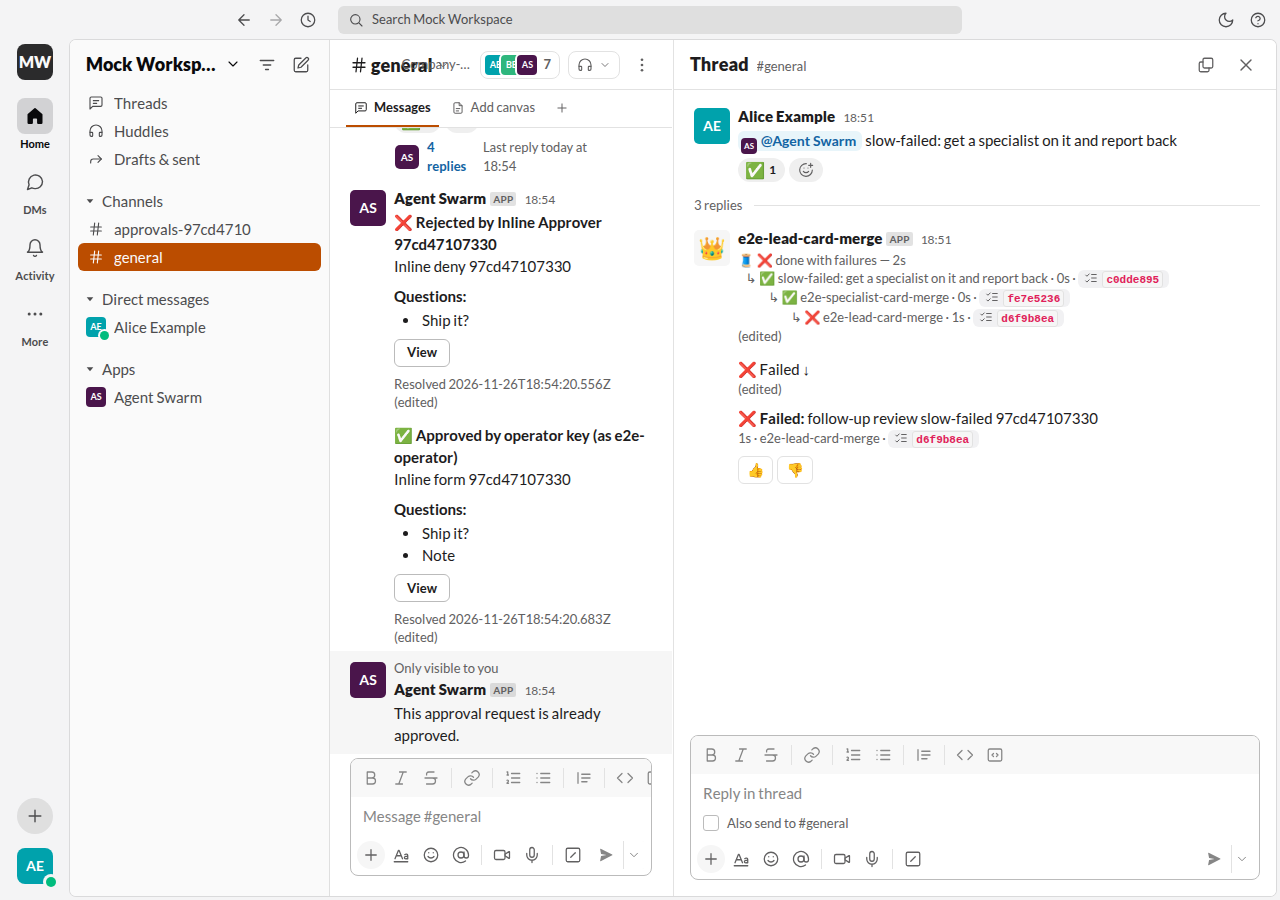 Search Mock Workspace
MW
Home
DMs
Activity
More
AE
Mock Worksp...
Threads
Huddles
Drafts & sent
Channels
approvals-97cd4710
general
Direct messages
AE Alice Example
Apps
AS Agent Swarm
general
AS 7
Messages
Add canvas
AS 4 replies
Last reply today at 18:54
AS
Agent Swarm APP 18:54
❌ Rejected by Inline Approver
97cd47107330
Inline deny 97cd47107330
Questions:
• Ship it?
View
Resolved 2026-11-26T18:54:20.556Z
(edited)
✅ Approved by operator key (as e2e-
operator)
Inline form 97cd47107330
Questions:
• Ship it?
• Note
View
Resolved 2026-11-26T18:54:20.683Z
(edited)
Only visible to you
AS
Agent Swarm APP 18:54
This approval request is already
approved.
Message #general
Aa
Thread #general
AE
Alice Example 18:51
AS @Agent Swarm slow-failed: get a specialist on it and report back
✅ 1
3 replies
e2e-lead-card-merge APP 18:51
🧵 ❌ done with failures — 2s
↳ ✅ slow-failed: get a specialist on it and report back · 0s · c0dde895
↳ ✅ e2e-specialist-card-merge · 0s · fe7e5236
↳ ❌ e2e-lead-card-merge · 1s · d6f9b8ea
(edited)
❌ Failed ↓
(edited)
❌ Failed: follow-up review slow-failed 97cd47107330
1s · e2e-lead-card-merge · d6f9b8ea
Reply in thread
Also send to #general
Aa